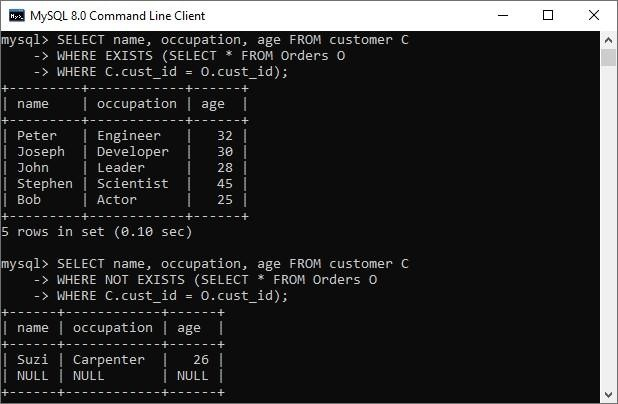 MySQL 8.0 Command Line Client
mysql> SELECT name, occupation, age FROM customer C
    -> WHERE EXISTS (SELECT * FROM Orders O
    -> WHERE C.cust_id = O.cust_id);
+---------+------------+------+
| name    | occupation | age  |
+---------+------------+------+
| Peter   | Engineer   |   32 |
| Joseph  | Developer  |   30 |
| John    | Leader     |   28 |
| Stephen | Scientist  |   45 |
| Bob     | Actor      |   25 |
+---------+------------+------+
5 rows in set (0.10 sec)
mysql> SELECT name, occupation, age FROM customer C
    -> WHERE NOT EXISTS (SELECT * FROM Orders O
    -> WHERE C.cust_id = O.cust_id);
+------+------------+------+
| name | occupation | age  |
+------+------------+------+
| Suzi | Carpenter  |   26 |
| NULL | NULL       | NULL |
+------+------------+------+